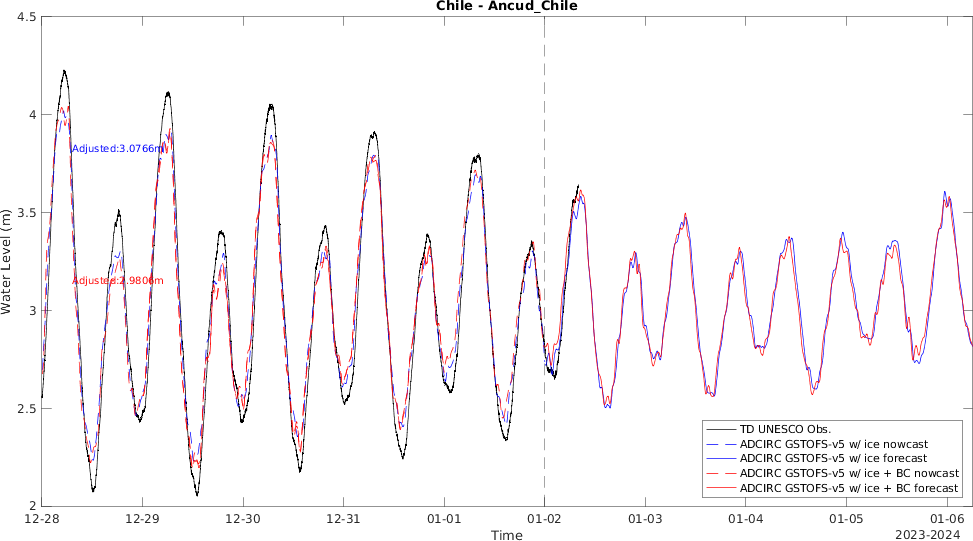 Chile - Ancud_Chile
4.5
4
3.5
3
2.5
2
Water Level (m)
Adjusted:3.0766m
Adjusted:2.9806m
TD UNESCO Obs.
ADCIRC GSTOFS-v5 w/ ice nowcast
ADCIRC GSTOFS-v5 w/ ice forecast
ADCIRC GSTOFS-v5 w/ ice + BC nowcast
ADCIRC GSTOFS-v5 w/ ice + BC forecast
12-28 12-29 12-30 12-31 01-01 01-02 01-03 01-04 01-05 01-06
Time
2023-2024